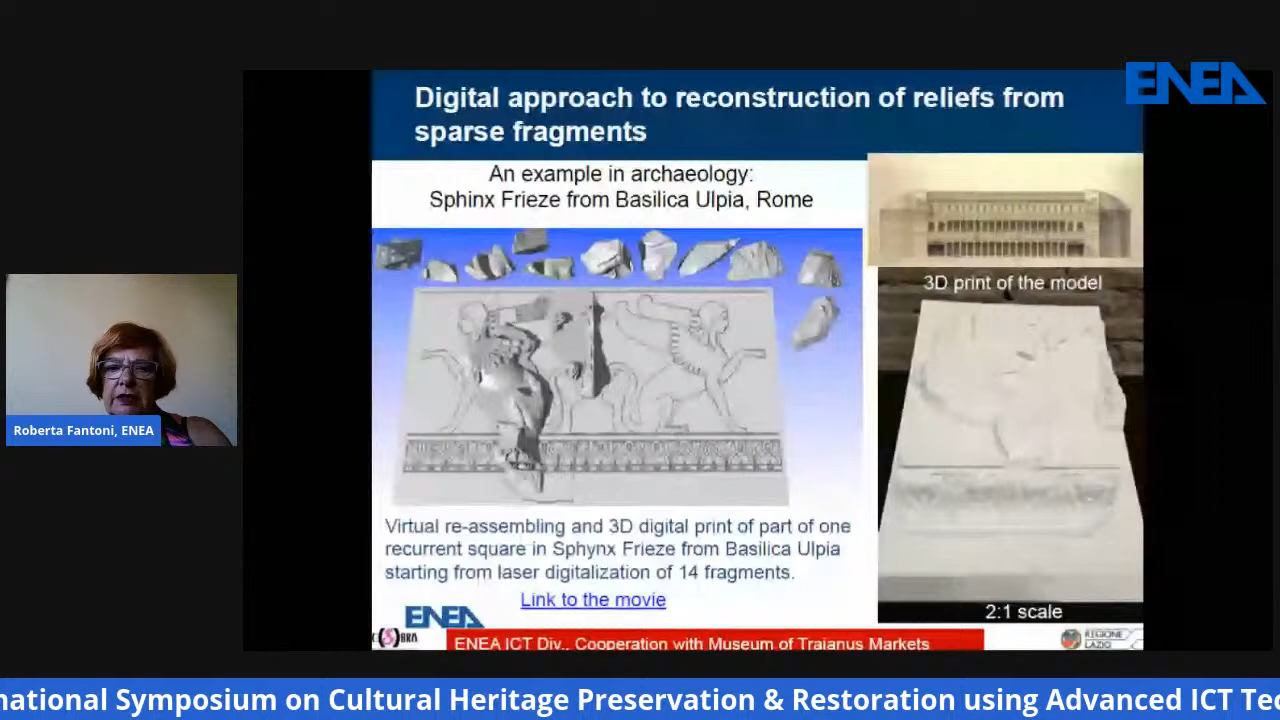 Digital approach to reconstruction of reliefs from
sparse fragments
ENEA
An example in archaeology:
Sphinx Frieze from Basilica Ulpia, Rome
3D print of the model
Roberta Fantoni, ENEA
Virtual re-assembling and 3D digital print of part of one
recurrent square in Sphynx Frieze from Basilica Ulpia
starting from laser digitalization of 14 fragments.
Link to the movie
2:1 scale
ENEA
COBRA
ENEA ICT Div., Cooperation with Museum of Traianus Markets
REGIONE
LAZIO
national Symposium on Cultural Heritage Preservation & Restoration using Advanced ICT Tec